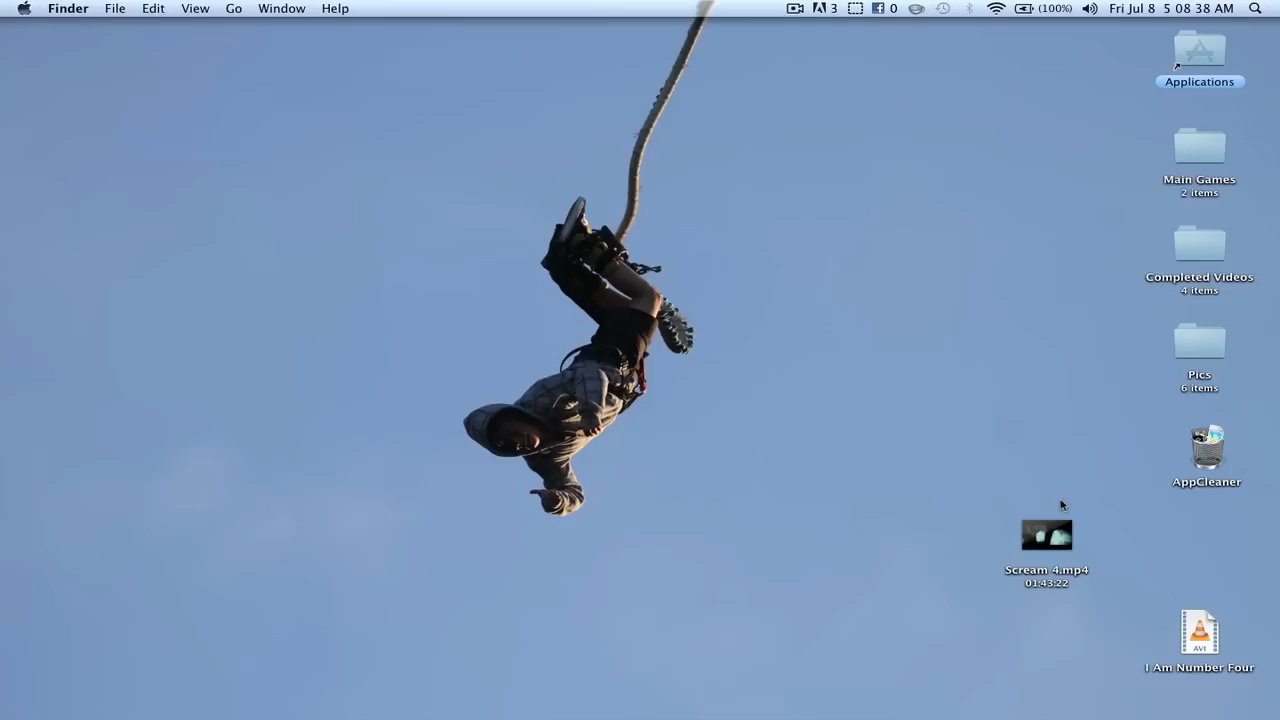 Finder File Edit View Go Window Help 3 0 (100%) Fri Jul 8 5 08 38 AM
Applications
Main Games
2 items
Completed Videos
4 items
Pics
6 items
AppCleaner
Scream 4.mp4
01:43:22
AVI
I Am Number Four